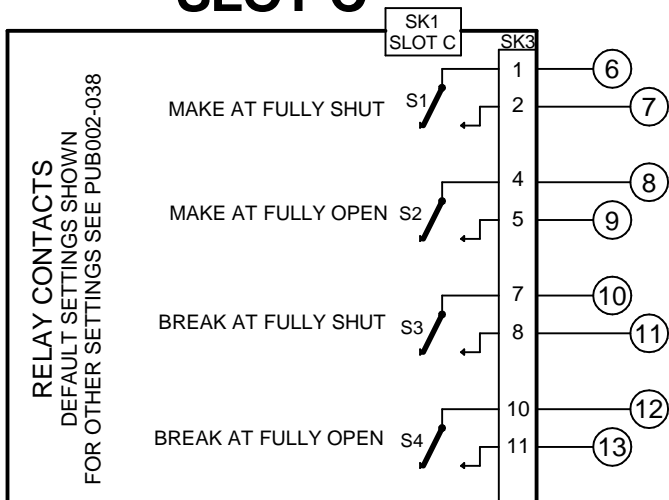 SLOT C
SK1
SLOT C
SK3
RELAY CONTACTS
DEFAULT SETTINGS SHOWN
FOR OTHER SETTINGS SEE PUB002-038
MAKE AT FULLY SHUT S1 1 6
2 7
MAKE AT FULLY OPEN S2 4 8
5 9
BREAK AT FULLY SHUT S3 7 10
8 11
BREAK AT FULLY OPEN S4 10 12
11 13